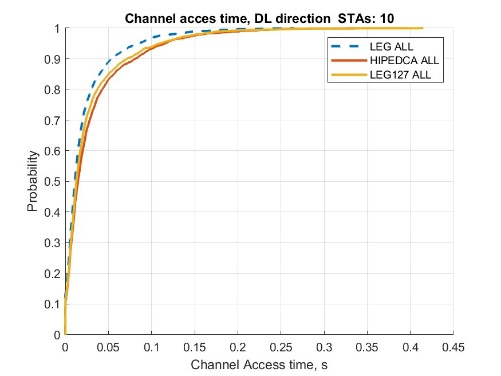 Channel acces time, DL direction  STAs: 10
1
0.9
0.8
0.7
0.6
0.5
0.4
0.3
0.2
0.1
0
Probability
LEG ALL
HIPEDCA ALL
LEG127 ALL
0 0.05 0.1 0.15 0.2 0.25 0.3 0.35 0.4 0.45
Channel Access time, s